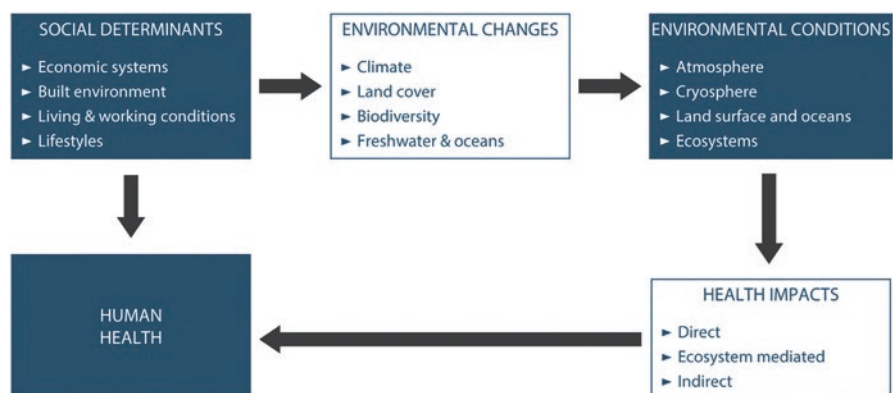 SOCIAL DETERMINANTS
► Economic systems
► Built environment
► Living & working conditions
► Lifestyles
ENVIRONMENTAL CHANGES
► Climate
► Land cover
► Biodiversity
► Freshwater & oceans
ENVIRONMENTAL CONDITIONS
► Atmosphere
► Cryosphere
► Land surface and oceans
► Ecosystems
HUMAN
HEALTH
HEALTH IMPACTS
► Direct
► Ecosystem mediated
► Indirect